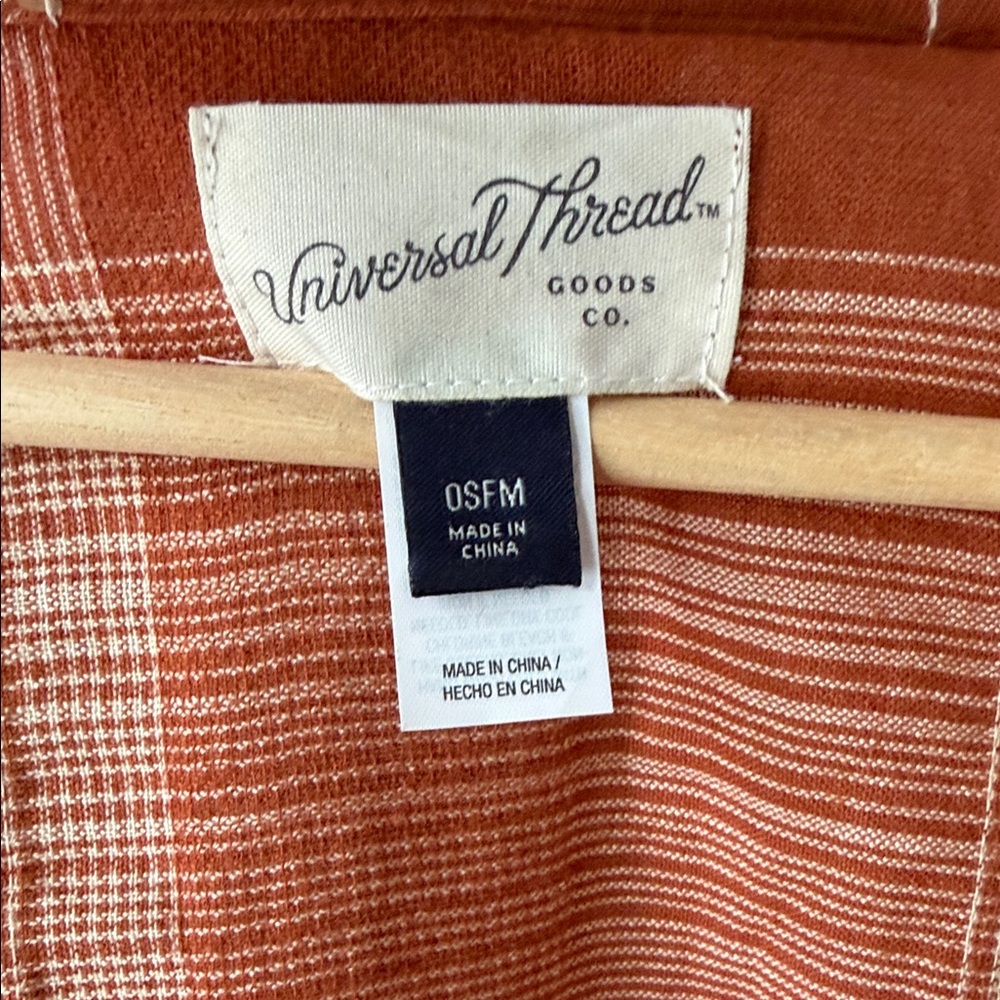 Universal Thread™
GOODS
CO.
OSFM
MADE IN
CHINA
MADE IN CHINA /
HECHO EN CHINA